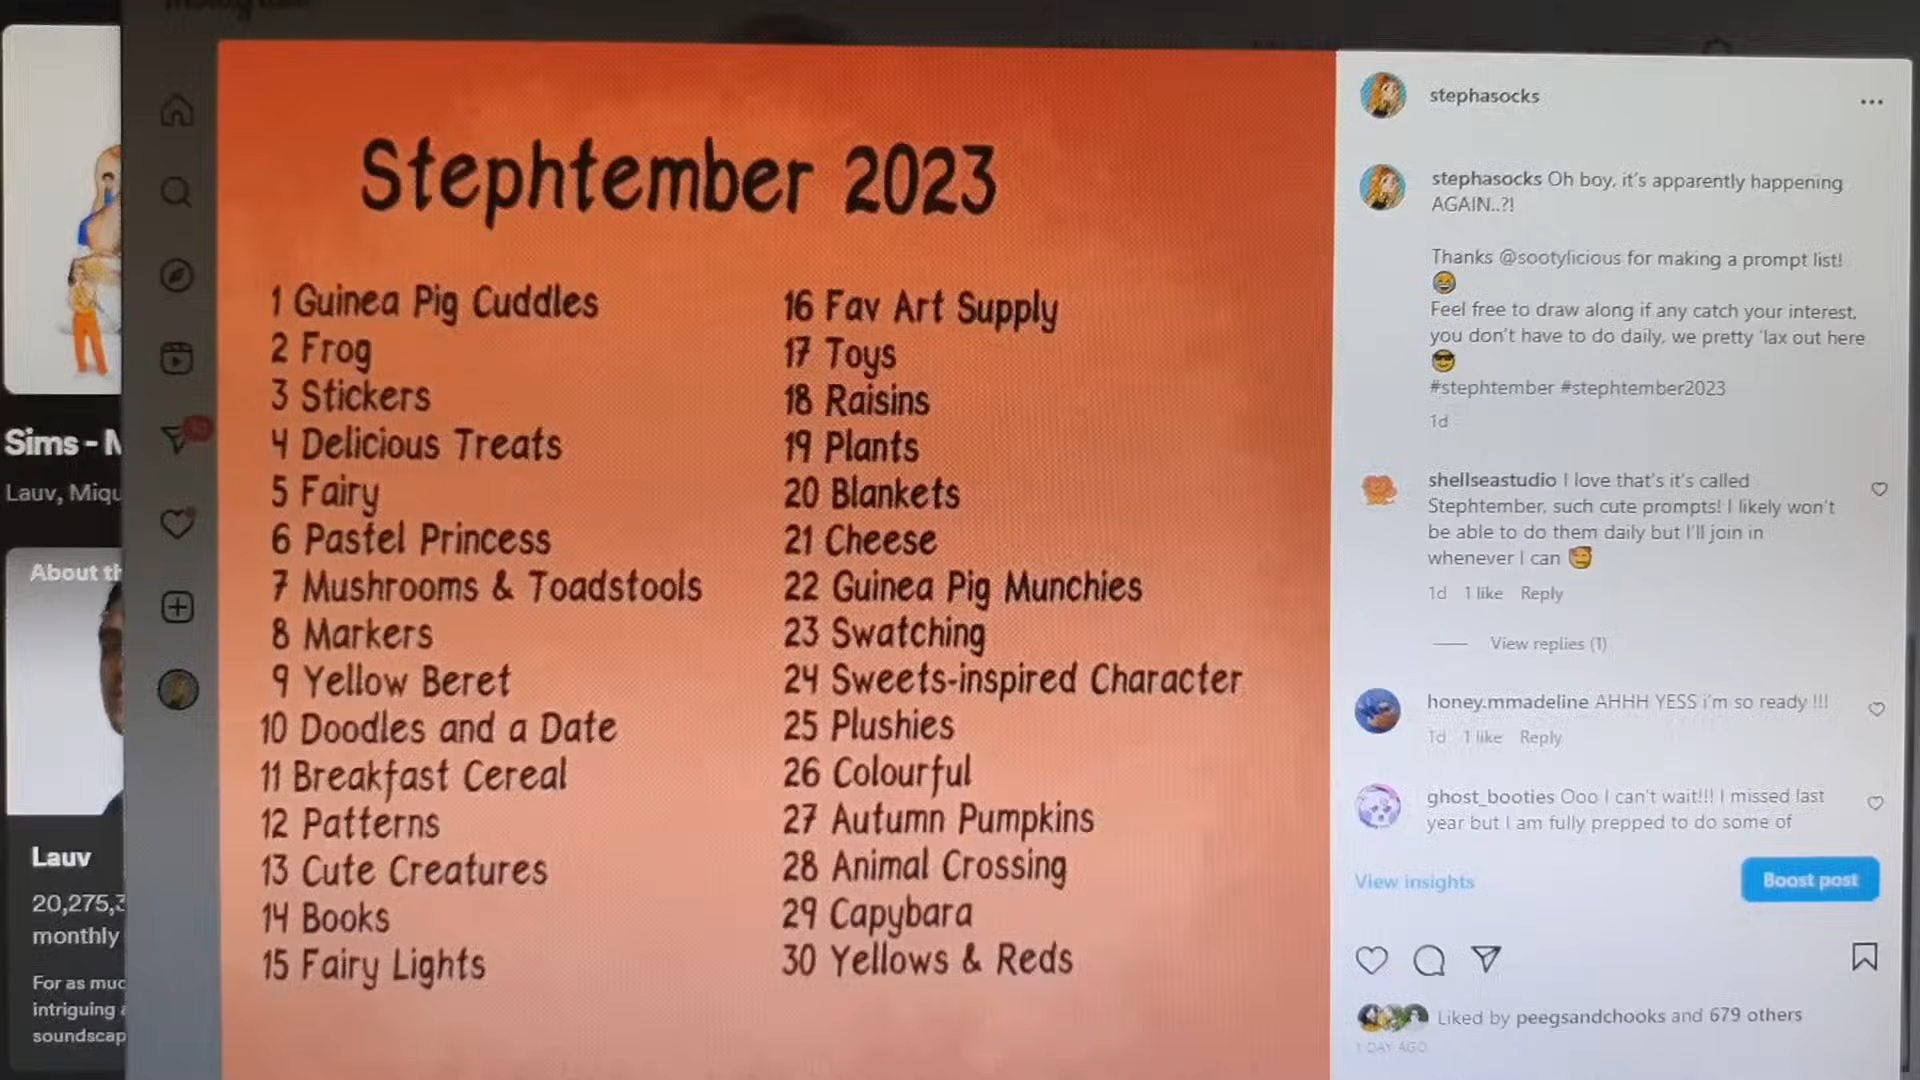 Stephtember 2023
1 Guinea Pig Cuddles
2 Frog
3 Stickers
4 Delicious Treats
5 Fairy
6 Pastel Princess
7 Mushrooms & Toadstools
8 Markers
9 Yellow Beret
10 Doodles and a Date
11 Breakfast Cereal
12 Patterns
13 Cute Creatures
14 Books
15 Fairy Lights
16 Fav Art Supply
17 Toys
18 Raisins
19 Plants
20 Blankets
21 Cheese
22 Guinea Pig Munchies
23 Swatching
24 Sweets-inspired Character
25 Plushies
26 Colourful
27 Autumn Pumpkins
28 Animal Crossing
29 Capybara
30 Yellows & Reds
stephasocks
stephasocks Oh boy, it's apparently happening
AGAIN..?!
Thanks @sootylicious for making a prompt list!
😂
Feel free to draw along if any catch your interest,
you don't have to do daily, we pretty 'lax out here
😎
#stephtember #stephtember2023
1d
shellseastudio I love that's it's called
Stephtember, such cute prompts! I likely won't
be able to do them daily but I'll join in
whenever I can 🥰
1d 1 like Reply
View replies (1)
honey.mmadeline AHHH YESS i'm so ready !!!
1d 1 like Reply
ghost_booties Ooo I can't wait!!! I missed last
year but I am fully prepped to do some of
View insights
Boost post
Liked by peegsandchooks and 679 others
1 DAY AGO
Sims -
Lauv, Miqu
About th
Lauv
20,275,3
monthly
For as muc
intriguing
soundscap